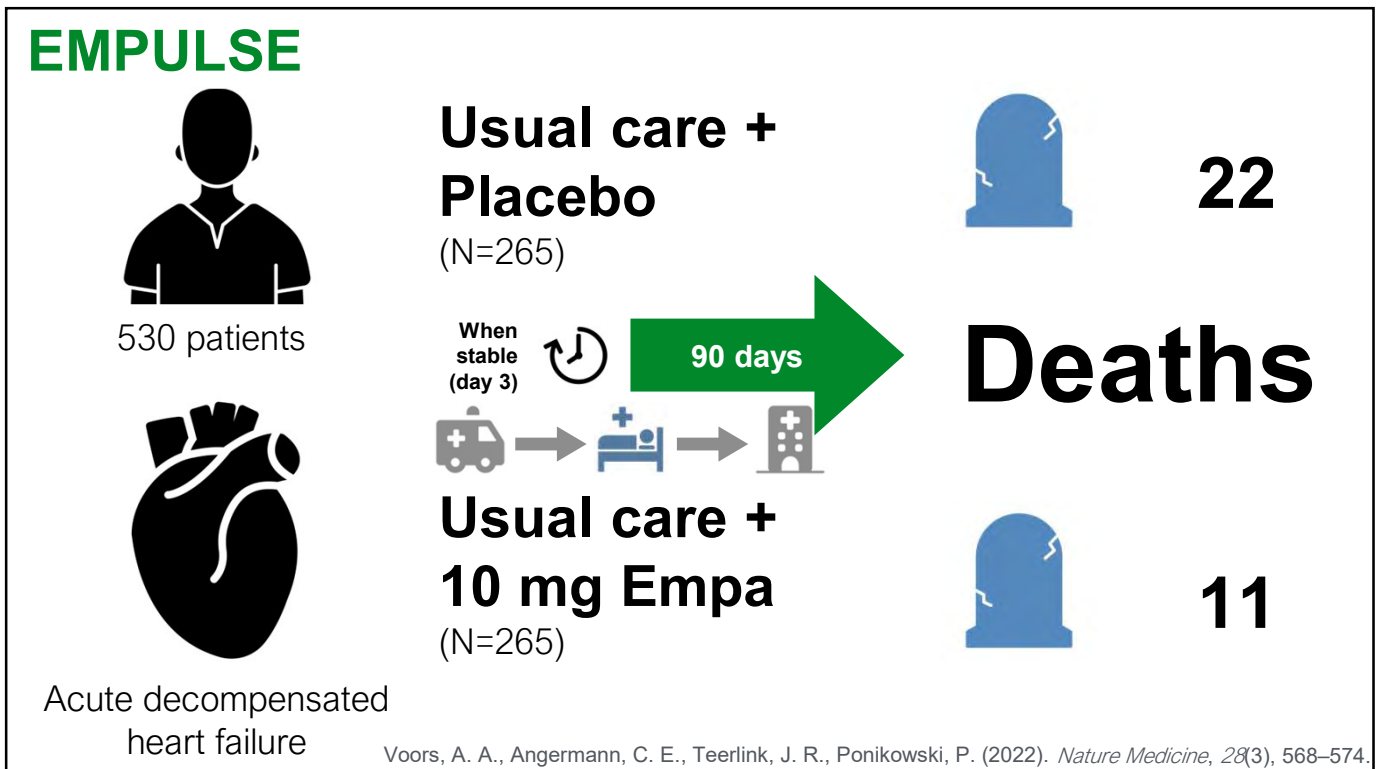 EMPULSE
530 patients
Acute decompensated
heart failure
Usual care +
Placebo
(N=265)
When
stable
(day 3)
90 days
Usual care +
10 mg Empa
(N=265)
22
Deaths
11
Voors, A. A., Angermann, C. E., Teerlink, J. R., Ponikowski, P. (2022). Nature Medicine, 28(3), 568–574.